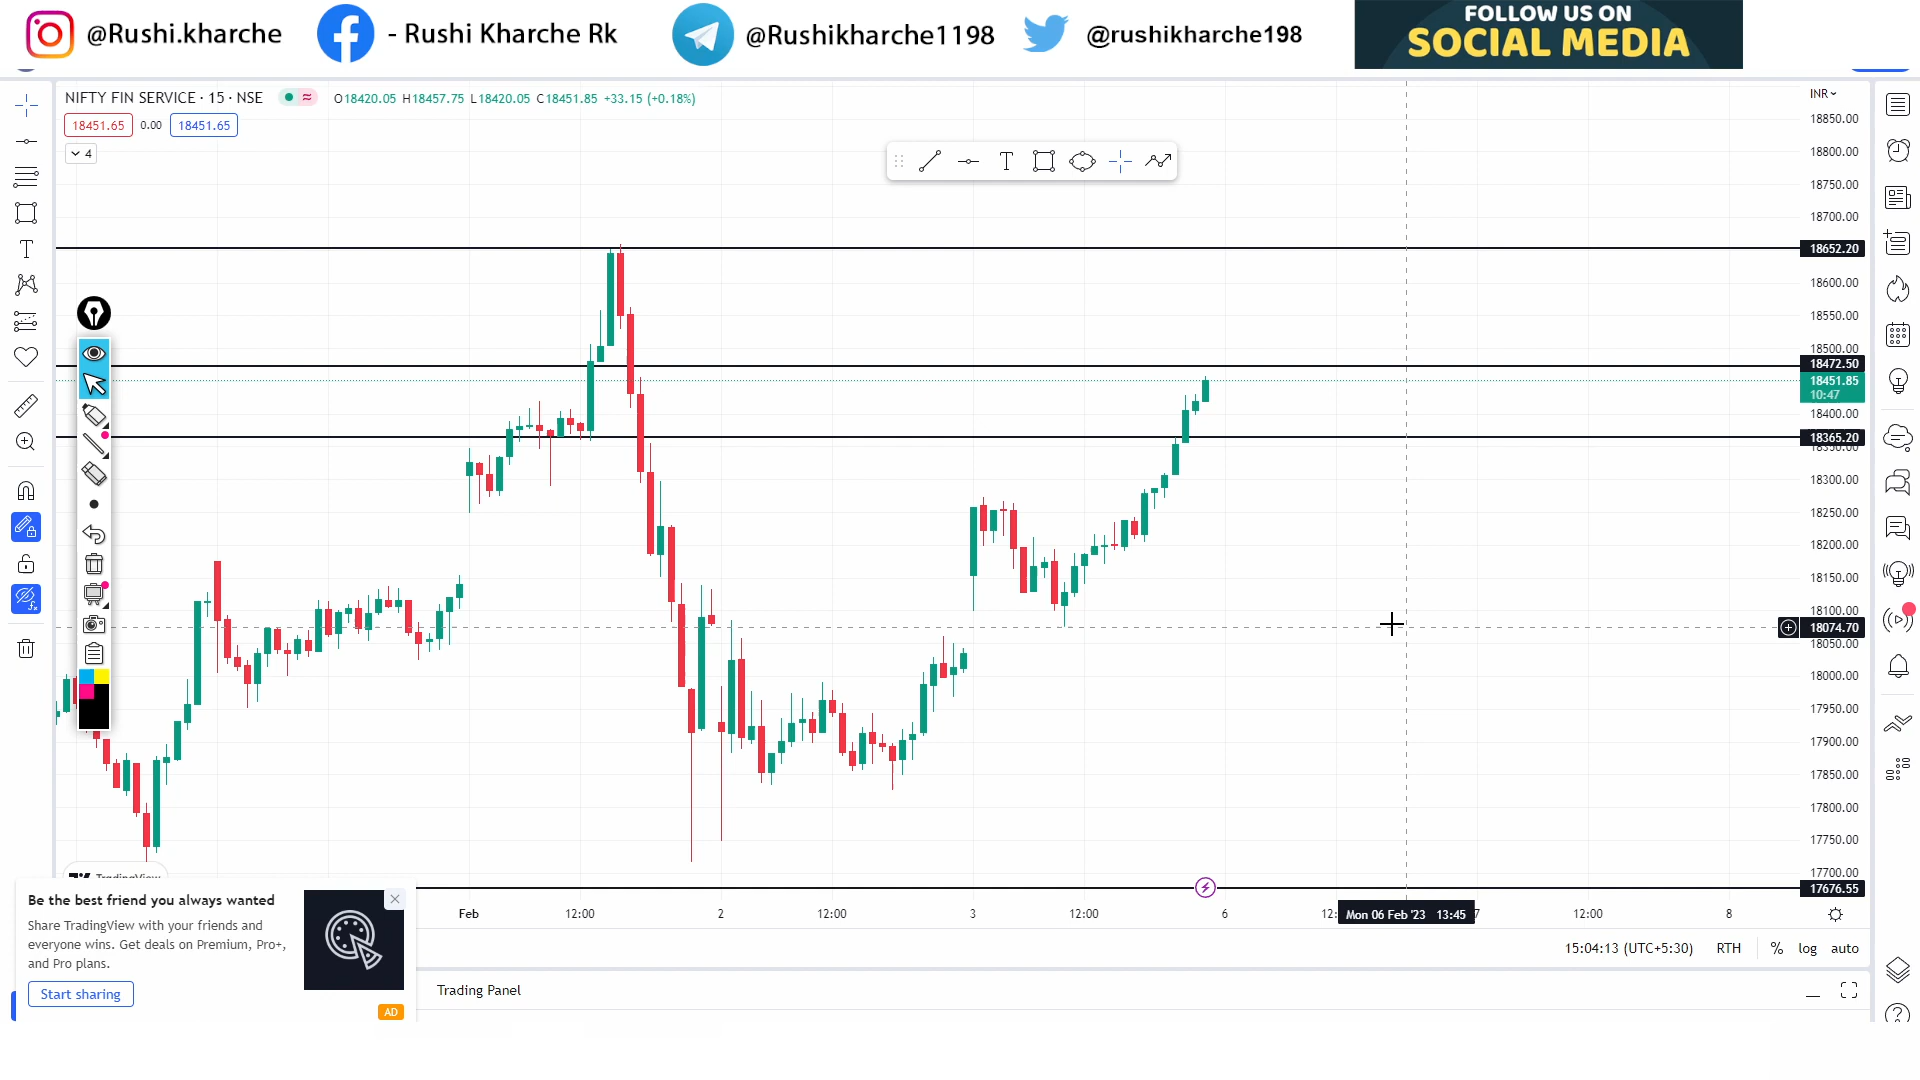 @Rushi.kharche
- Rushi Kharche Rk
@Rushikharche1198
@rushikharche198
FOLLOW US ON
SOCIAL MEDIA
NIFTY FIN SERVICE · 15 · NSE
O18420.05 H18457.75 L18420.05 C18451.85 +33.15 (+0.18%)
INR
18451.65 0.00 18451.65
4
18850.00
18800.00
18750.00
18700.00
18652.20
18600.00
18550.00
18500.00
18472.50
18451.85
10:47
18400.00
18365.20
18350.00
18300.00
18250.00
18200.00
18150.00
18100.00
18074.70
18050.00
18000.00
17950.00
17900.00
17850.00
17800.00
17750.00
17700.00
17676.55
TradingView
Be the best friend you always wanted
Share TradingView with your friends and
everyone wins. Get deals on Premium, Pro+,
and Pro plans.
Start sharing
AD
Feb 12:00 2 12:00 3 12:00 6 12: Mon 06 Feb '23 13:45 7 12:00 8
15:04:13 (UTC+5:30) RTH % log auto
Trading Panel